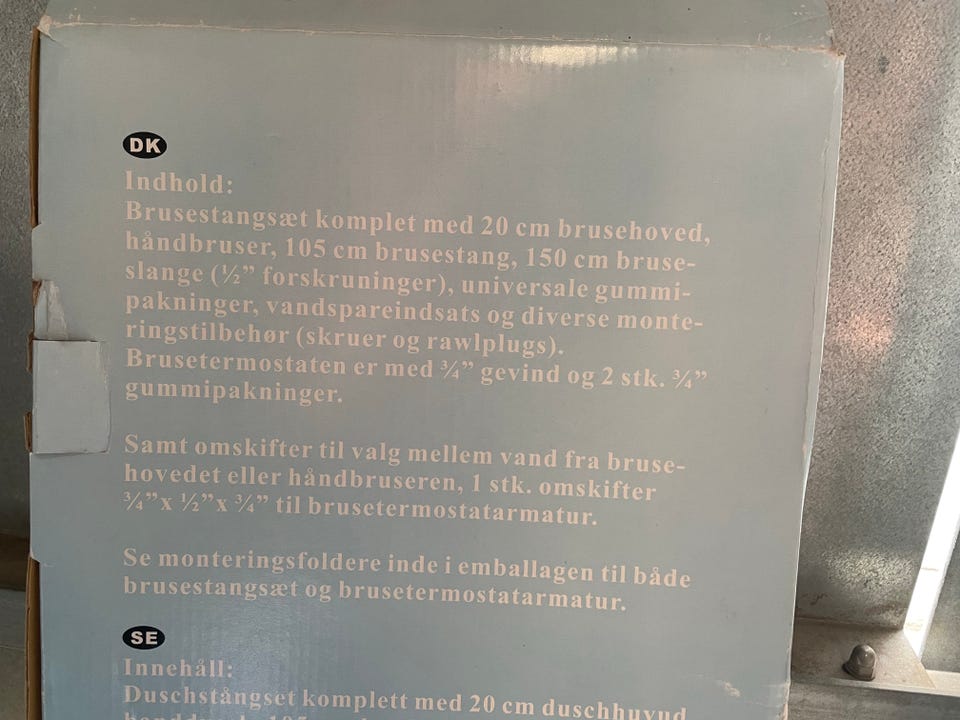 DK
Indhold:
Brusestangsæt komplet med 20 cm brusehoved,
håndbruser, 105 cm brusestang, 150 cm bruse-
slange (½” forskruninger), universale gummi-
pakninger, vandspareindsats og diverse monte-
ringstilbehør (skruer og rawlplugs).
Brusetermostaten er med ¾” gevind og 2 stk. ¾”
gummipakninger.
Samt omskifter til valg mellem vand fra bruse-
hovedet eller håndbruseren, 1 stk. omskifter
¾”x ½”x ¾” til brusetermostatarmatur.
Se monteringsfoldere inde i emballagen til både
brusestangsæt og brusetermostatarmatur.
SE
Innehåll:
Duschstångset komplett med 20 cm duschhuvud